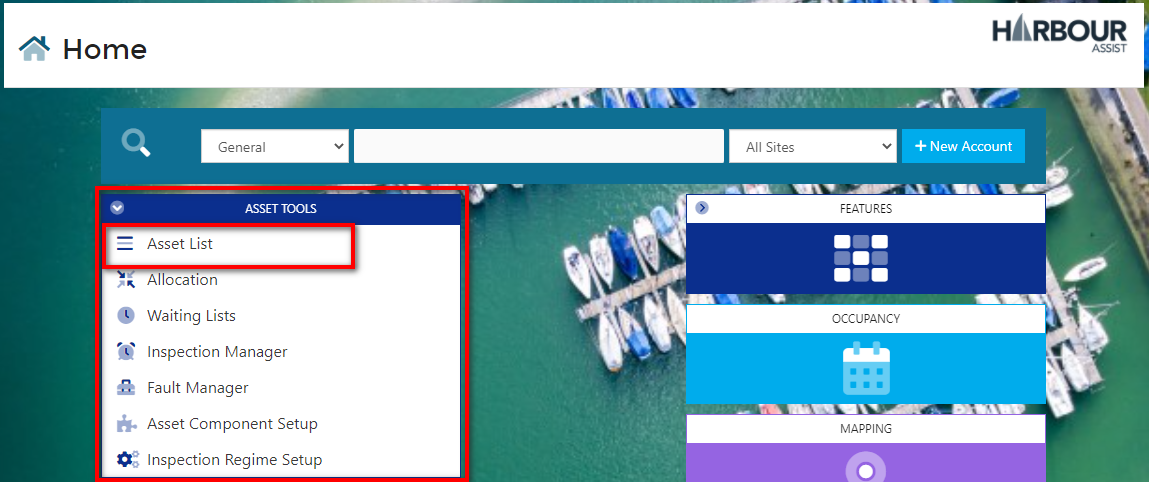 Home
HARBOUR
ASSIST
General
All Sites
+ New Account
ASSET TOOLS
Asset List
Allocation
Waiting Lists
Inspection Manager
Fault Manager
Asset Component Setup
Inspection Regime Setup
FEATURES
OCCUPANCY
MAPPING